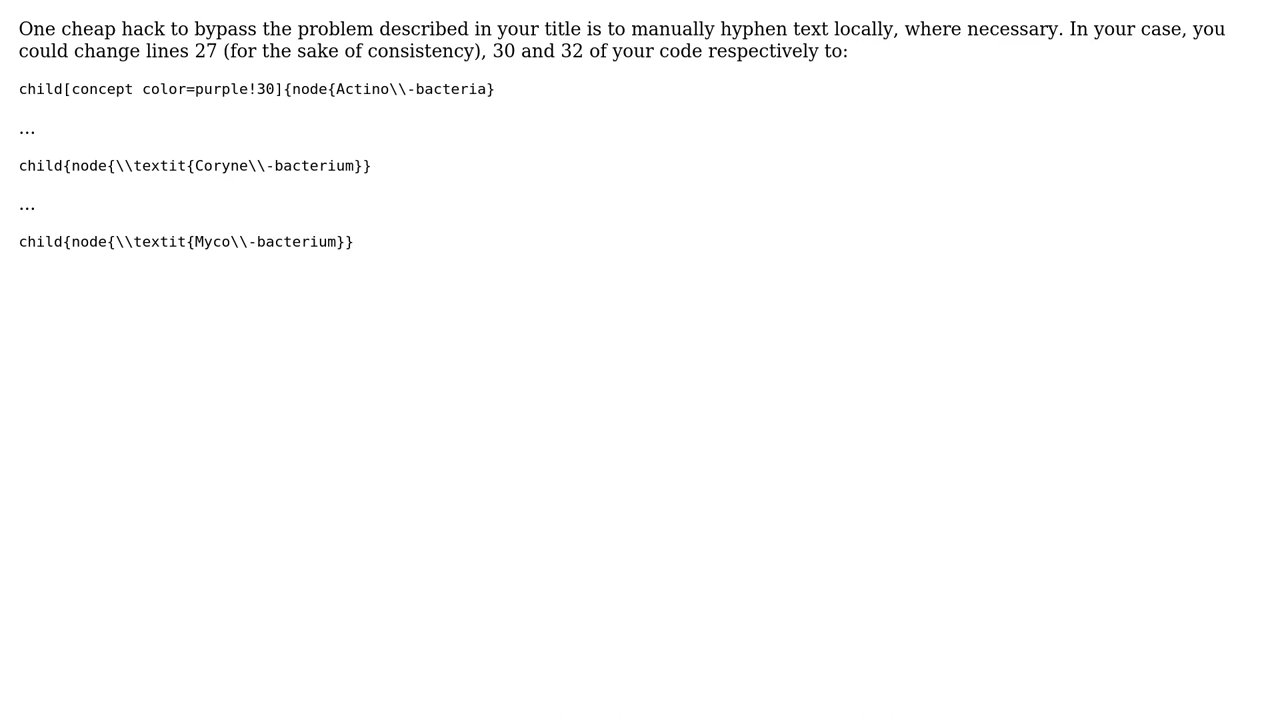 One cheap hack to bypass the problem described in your title is to manually hyphen text locally, where necessary. In your case, you
could change lines 27 (for the sake of consistency), 30 and 32 of your code respectively to:
child[concept color=purple!30]{node{Actino\\-bacteria}
...
child{node{\\textit{Coryne\\-bacterium}}
...
child{node{\\textit{Myco\\-bacterium}}